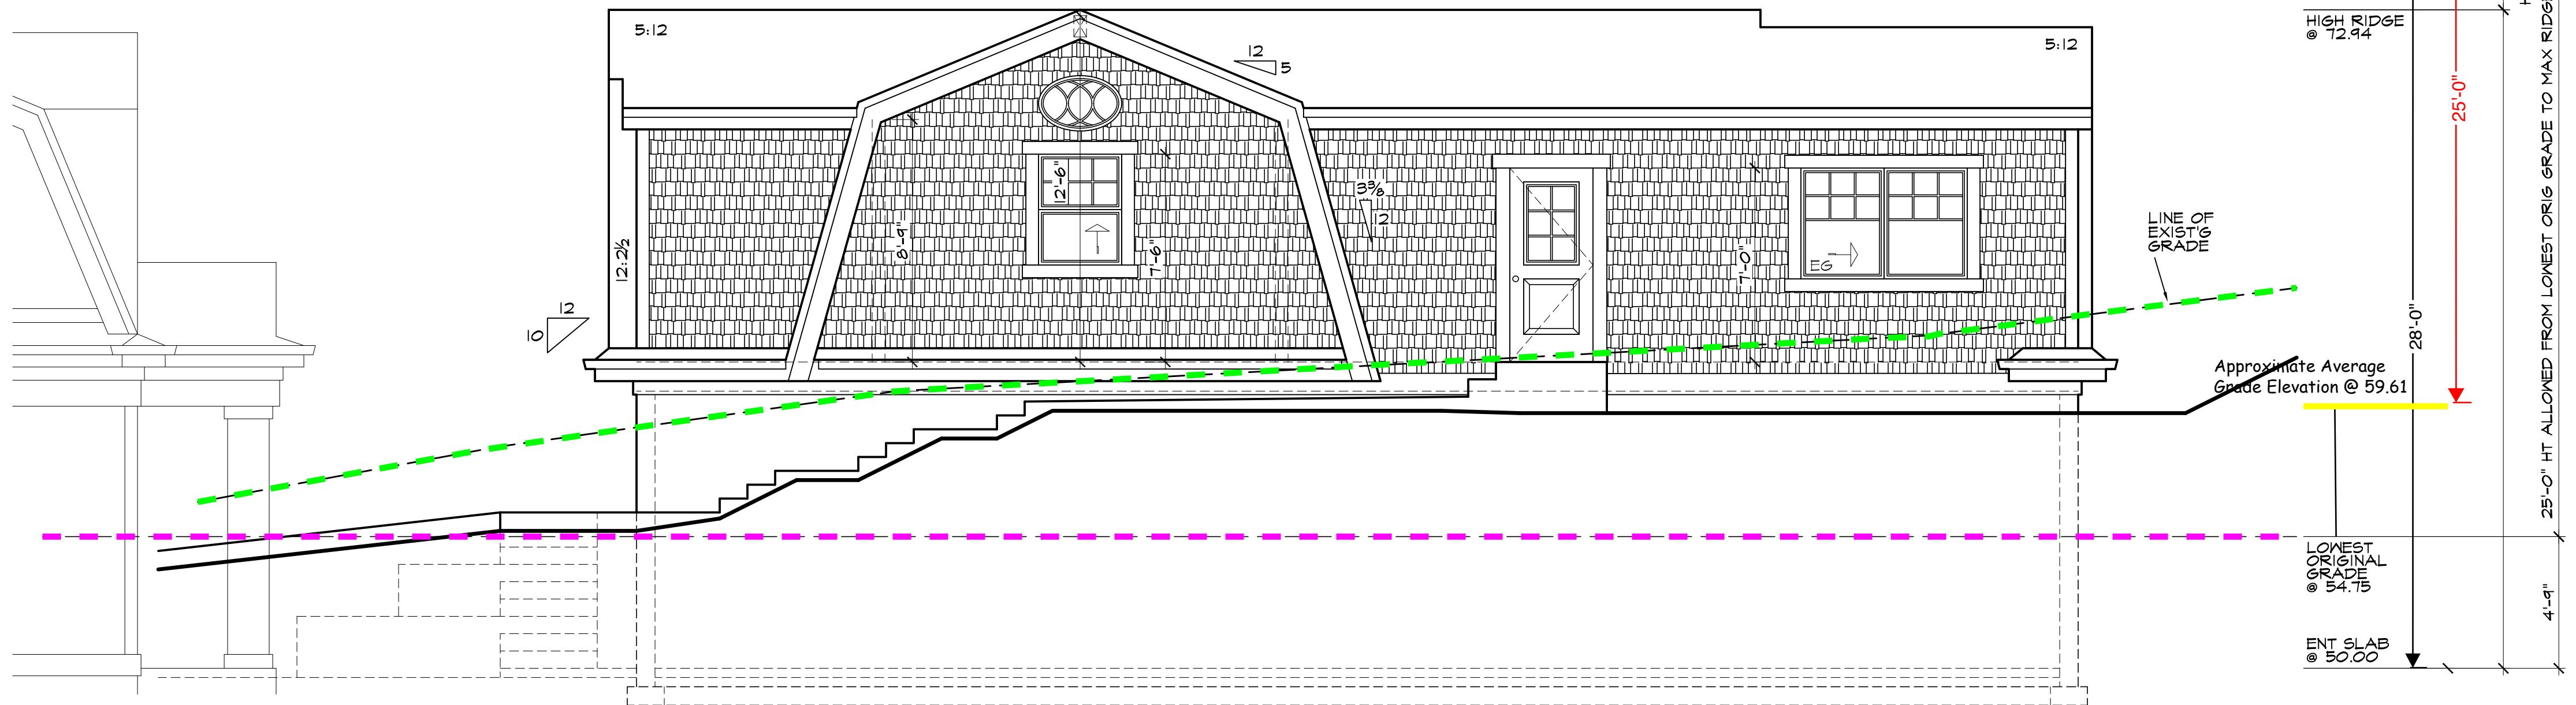 5:12
12
5
5:12
HIGH RIDGE
@ 72.94
25'-0"
25'-0" HT ALLOWED FROM LOWEST ORIG GRADE TO MAX RIDGE
12'-6"
8'-9"
7'-6"
3⅜
12
7'-0"
EG
12:2½
12
10
LINE OF
EXIST'G
GRADE
28'-0"
Approximate Average
Grade Elevation @ 59.61
LOWEST
ORIGINAL
GRADE
@ 54.75
4'-9"
ENT SLAB
@ 50.00